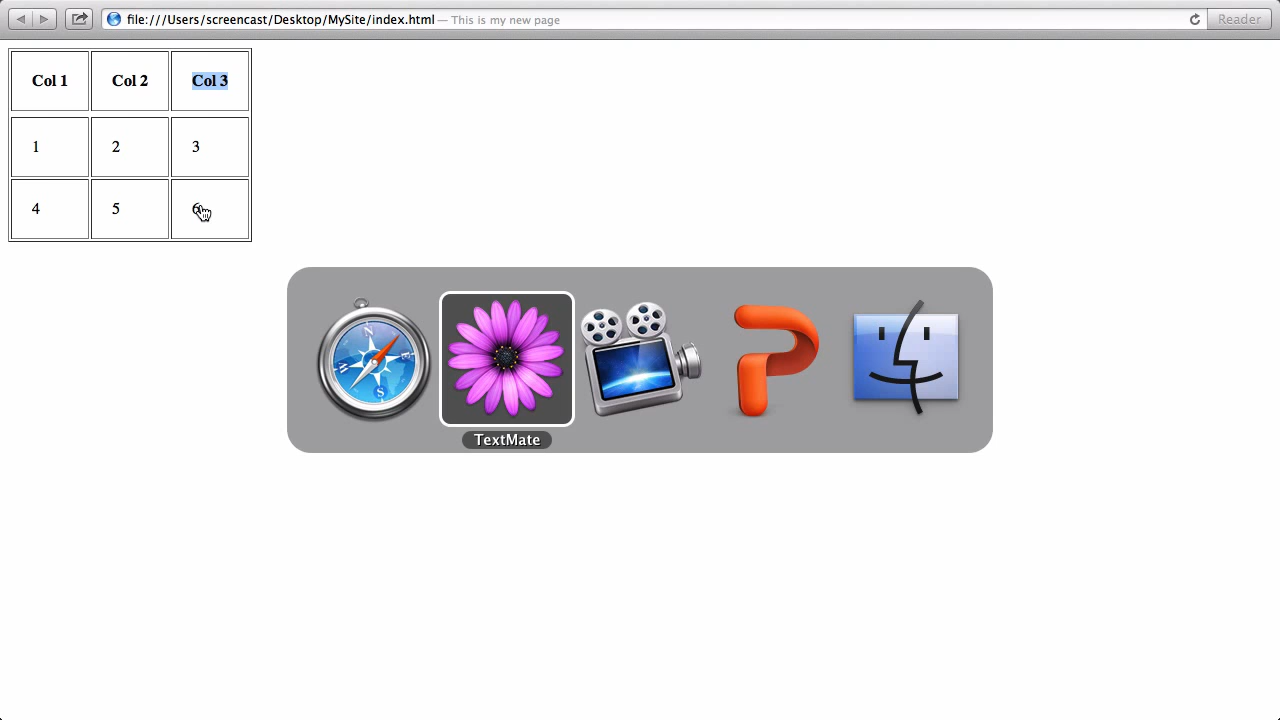 file:///Users/screencast/Desktop/MySite/index.html — This is my new page
Reader
Col 1 Col 2 Col 3
1 2 3
4 5 6
N
E
W
S
TextMate